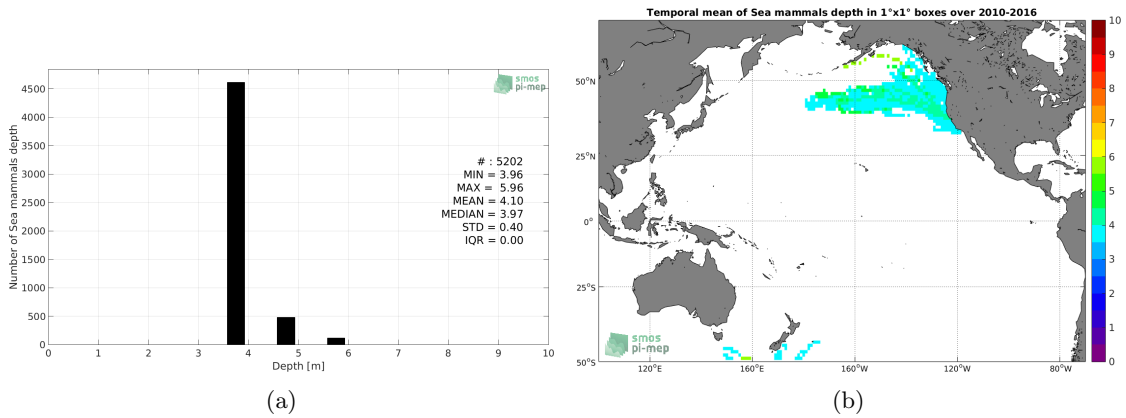 4500
4000
3500
3000
2500
2000
1500
1000
500
0
Number of Sea mammals depth
smos
pi-mep
# : 5202
MIN = 3.96
MAX = 5.96
MEAN = 4.10
MEDIAN = 3.97
STD = 0.40
IQR = 0.00
0 1 2 3 4 5 6 7 8 9 10
Depth [m]
(a)
Temporal mean of Sea mammals depth in 1°x1° boxes over 2010-2016
50°N
25°N
0°
25°S
50°S
smos
pi-mep
120°E 160°E 160°W 120°W 80°W
10
9
8
7
6
5
4
3
2
1
0
(b)